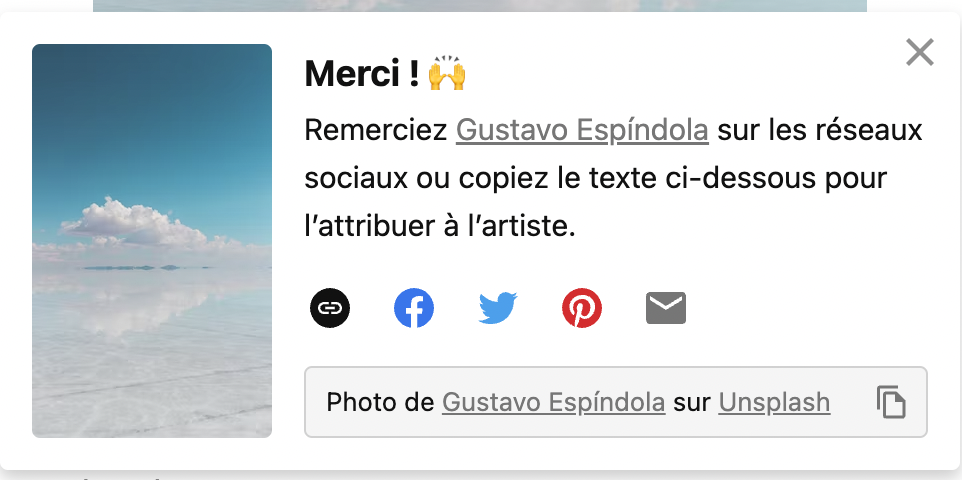 Merci ! 🙌
Remerciez Gustavo Espíndola sur les réseaux
sociaux ou copiez le texte ci-dessous pour
l’attribuer à l’artiste.
Photo de Gustavo Espíndola sur Unsplash